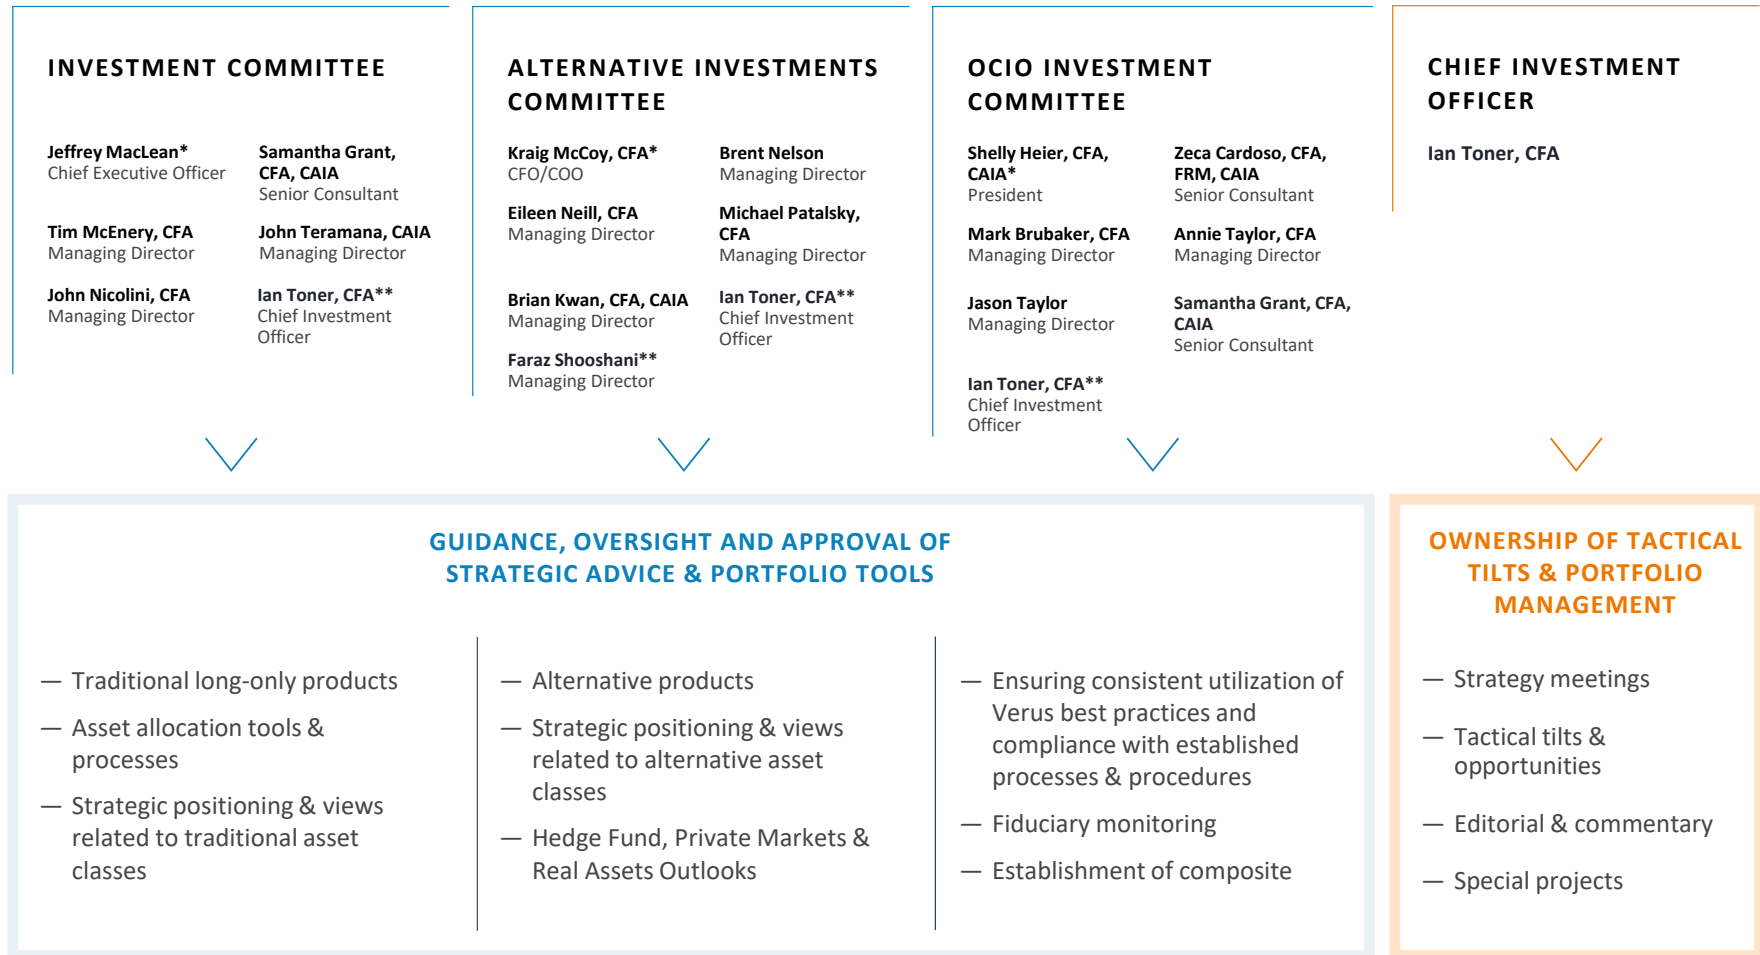 INVESTMENT COMMITTEE
Jeffrey MacLean*
Chief Executive Officer
Samantha Grant,
CFA, CAIA
Senior Consultant
Tim McEnery, CFA
Managing Director
John Teramana, CAIA
Managing Director
John Nicolini, CFA
Managing Director
Ian Toner, CFA**
Chief Investment
Officer
ALTERNATIVE INVESTMENTS
COMMITTEE
Kraig McCoy, CFA*
CFO/COO
Brent Nelson
Managing Director
Eileen Neill, CFA
Managing Director
Michael Patalsky,
CFA
Managing Director
Brian Kwan, CFA, CAIA
Managing Director
Ian Toner, CFA**
Chief Investment
Officer
Faraz Shooshani**
Managing Director
OCIO INVESTMENT
COMMITTEE
Shelly Heier, CFA,
CAIA*
President
Zeca Cardoso, CFA,
FRM, CAIA
Senior Consultant
Mark Brubaker, CFA
Managing Director
Annie Taylor, CFA
Managing Director
Jason Taylor
Managing Director
Samantha Grant, CFA,
CAIA
Senior Consultant
Ian Toner, CFA**
Chief Investment
Officer
CHIEF INVESTMENT
OFFICER
Ian Toner, CFA
GUIDANCE, OVERSIGHT AND APPROVAL OF
STRATEGIC ADVICE & PORTFOLIO TOOLS
— Traditional long-only products
— Asset allocation tools &
processes
— Strategic positioning & views
related to traditional asset
classes
— Alternative products
— Strategic positioning & views
related to alternative asset
classes
— Hedge Fund, Private Markets &
Real Assets Outlooks
— Ensuring consistent utilization of
Verus best practices and
compliance with established
processes & procedures
— Fiduciary monitoring
— Establishment of composite
OWNERSHIP OF TACTICAL
TILTS & PORTFOLIO
MANAGEMENT
— Strategy meetings
— Tactical tilts &
opportunities
— Editorial & commentary
— Special projects